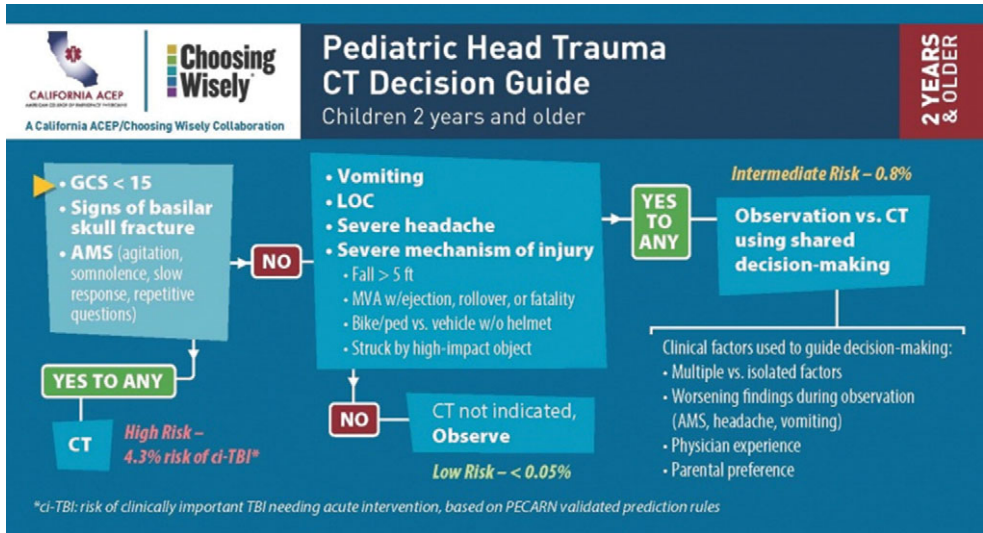 CALIFORNIA ACEP
AMERICAN COLLEGE OF EMERGENCY PHYSICIANS
Choosing
Wisely®
A California ACEP/Choosing Wisely Collaboration
Pediatric Head Trauma
CT Decision Guide
Children 2 years and older
2 YEARS
& OLDER
• GCS < 15
• Signs of basilar
skull fracture
• AMS (agitation,
somnolence, slow
response, repetitive
questions)
NO
YES TO ANY
CT
High Risk –
4.3% risk of ci-TBI*
• Vomiting
• LOC
• Severe headache
• Severe mechanism of injury
• Fall > 5 ft
• MVA w/ejection, rollover, or fatality
• Bike/ped vs. vehicle w/o helmet
• Struck by high-impact object
NO
CT not indicated,
Observe
Low Risk – < 0.05%
YES
TO
ANY
Intermediate Risk – 0.8%
Observation vs. CT
using shared
decision-making
Clinical factors used to guide decision-making:
• Multiple vs. isolated factors
• Worsening findings during observation
(AMS, headache, vomiting)
• Physician experience
• Parental preference
*ci-TBI: risk of clinically important TBI needing acute intervention, based on PECARN validated prediction rules